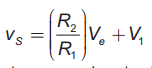 v_S = (R_2 / R_1) V_e + V_1